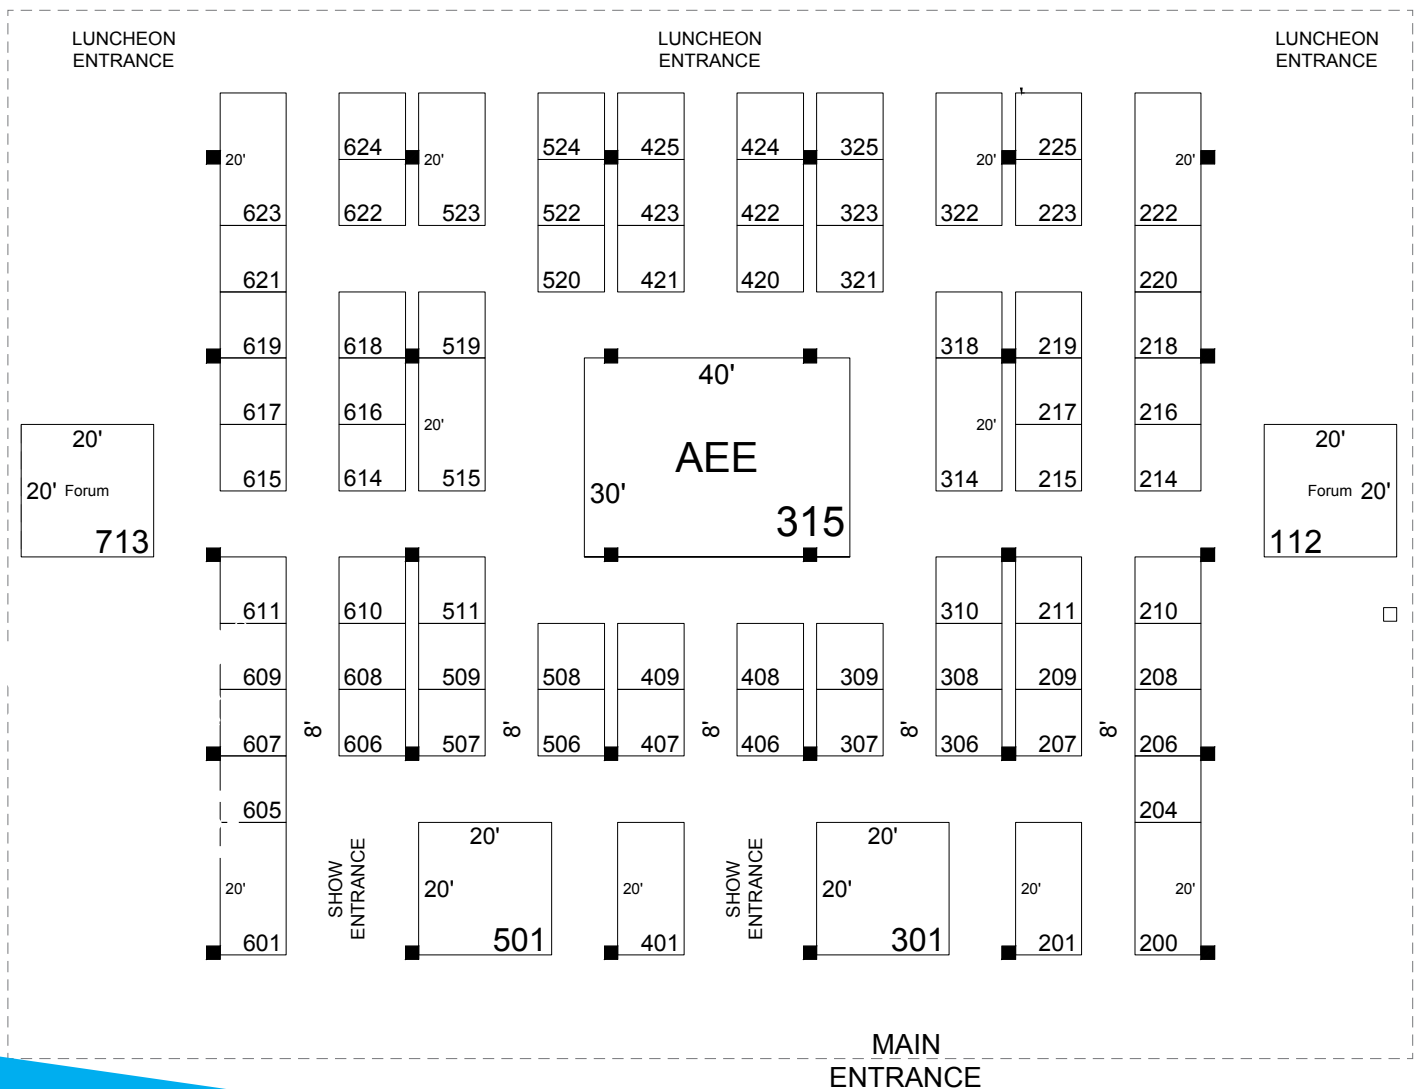 LUNCHEON
ENTRANCE
LUNCHEON
ENTRANCE
LUNCHEON
ENTRANCE
624 524 425 424 325 225
20' 20' 20' 20'
623 622 523 522 423 422 323 322 223 222
621 520 421 420 321 220
619 618 519 318 219 218
40'
617 616 20' 20' 217 216
20' AEE 20'
615 614 515 314 215 214
20' Forum 30' Forum 20'
713 315 112
611 610 511 310 211 210
609 608 509 508 409 408 309 308 209 208
8' 8' 8' 8' 8'
607 606 507 506 407 406 307 306 207 206
605 204
20' 20'
20' 20' 20' 20' 20' 20'
SHOW
ENTRANCE
SHOW
ENTRANCE
601 501 401 301 201 200
MAIN
ENTRANCE